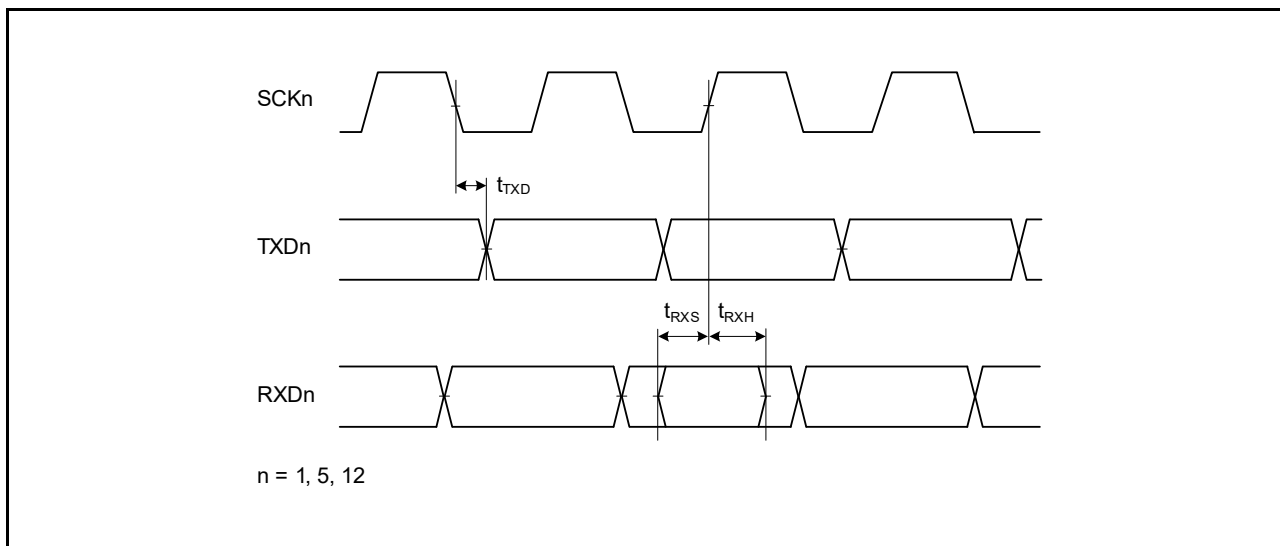 SCKn
tTXD
TXDn
tRXS tRXH
RXDn
n = 1, 5, 12